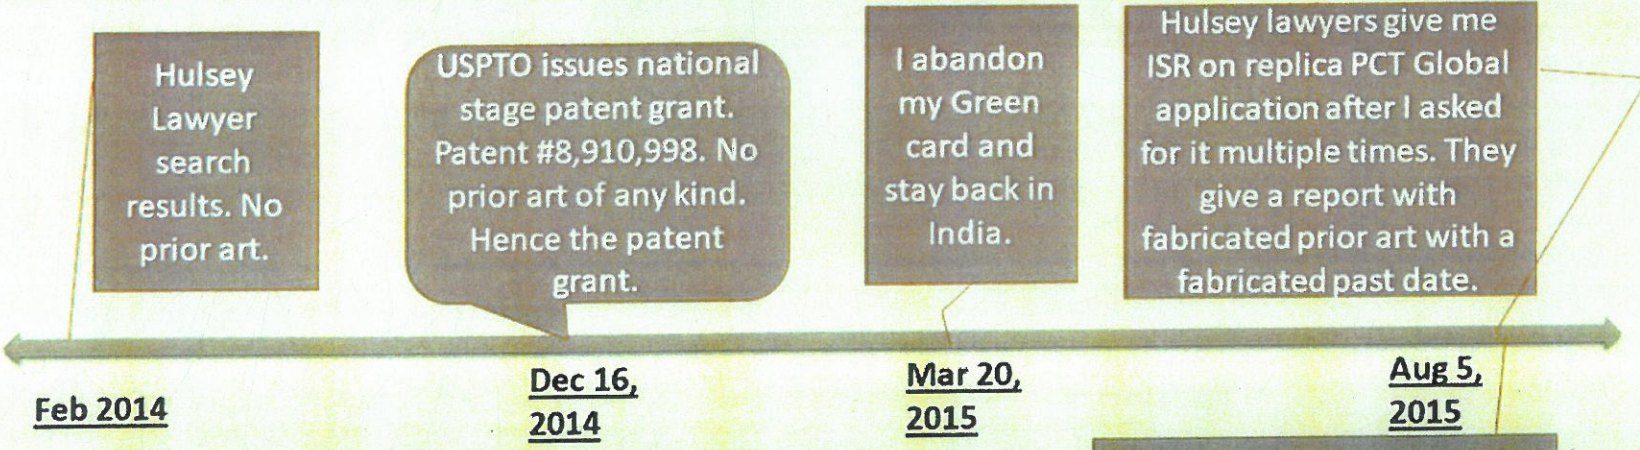 Hulsey
Lawyer
search
results. No
prior art.
USPTO issues national
stage patent grant.
Patent #8,910,998. No
prior art of any kind.
Hence the patent
grant.
I abandon
my Green
card and
stay back in
India.
Hulsey lawyers give me
ISR on replica PCT Global
application after I asked
for it multiple times. They
give a report with
fabricated prior art with a
fabricated past date.
Feb 2014
Dec 16,
2014
Mar 20,
2015
Aug 5,
2015